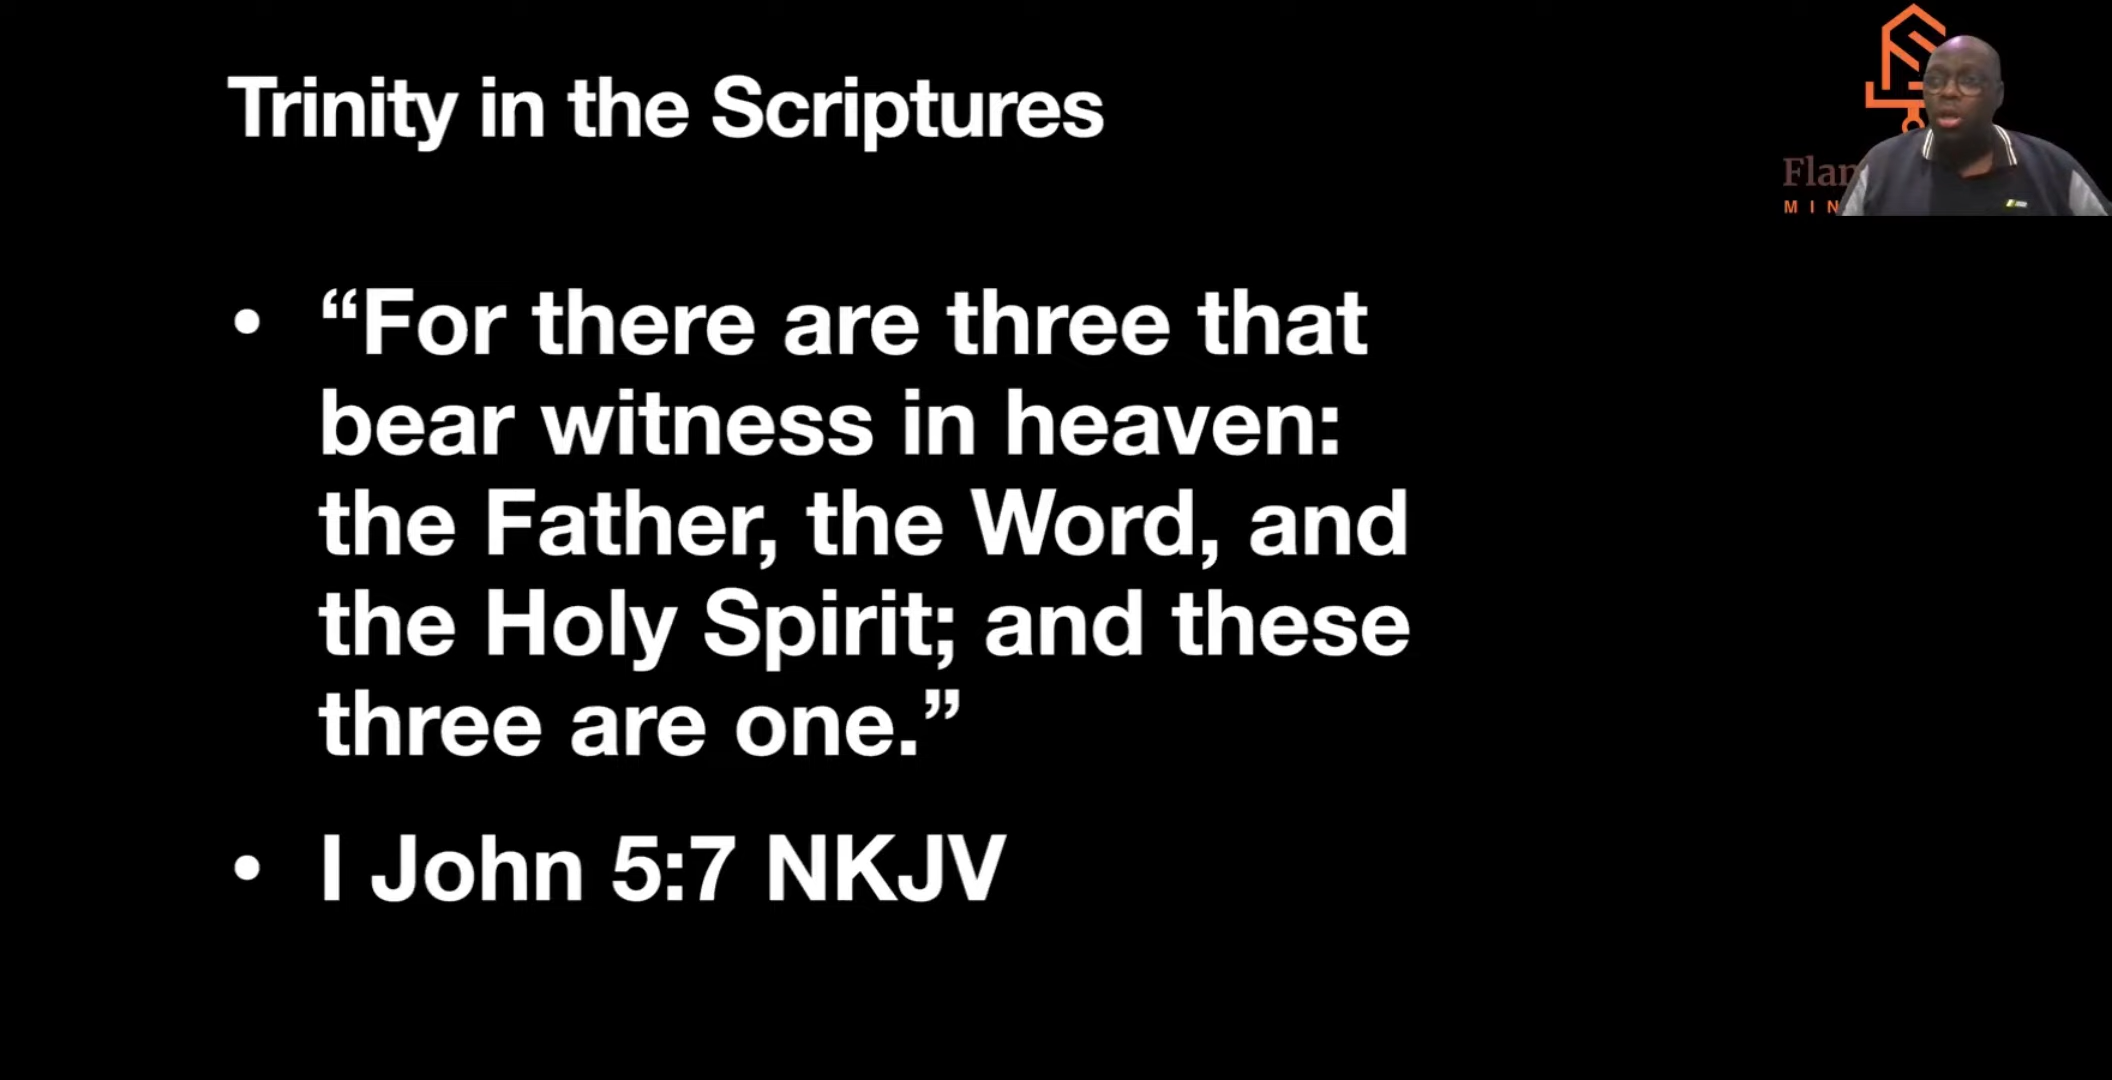 Trinity in the Scriptures
• “For there are three that
bear witness in heaven:
the Father, the Word, and
the Holy Spirit; and these
three are one.”
• I John 5:7 NKJV